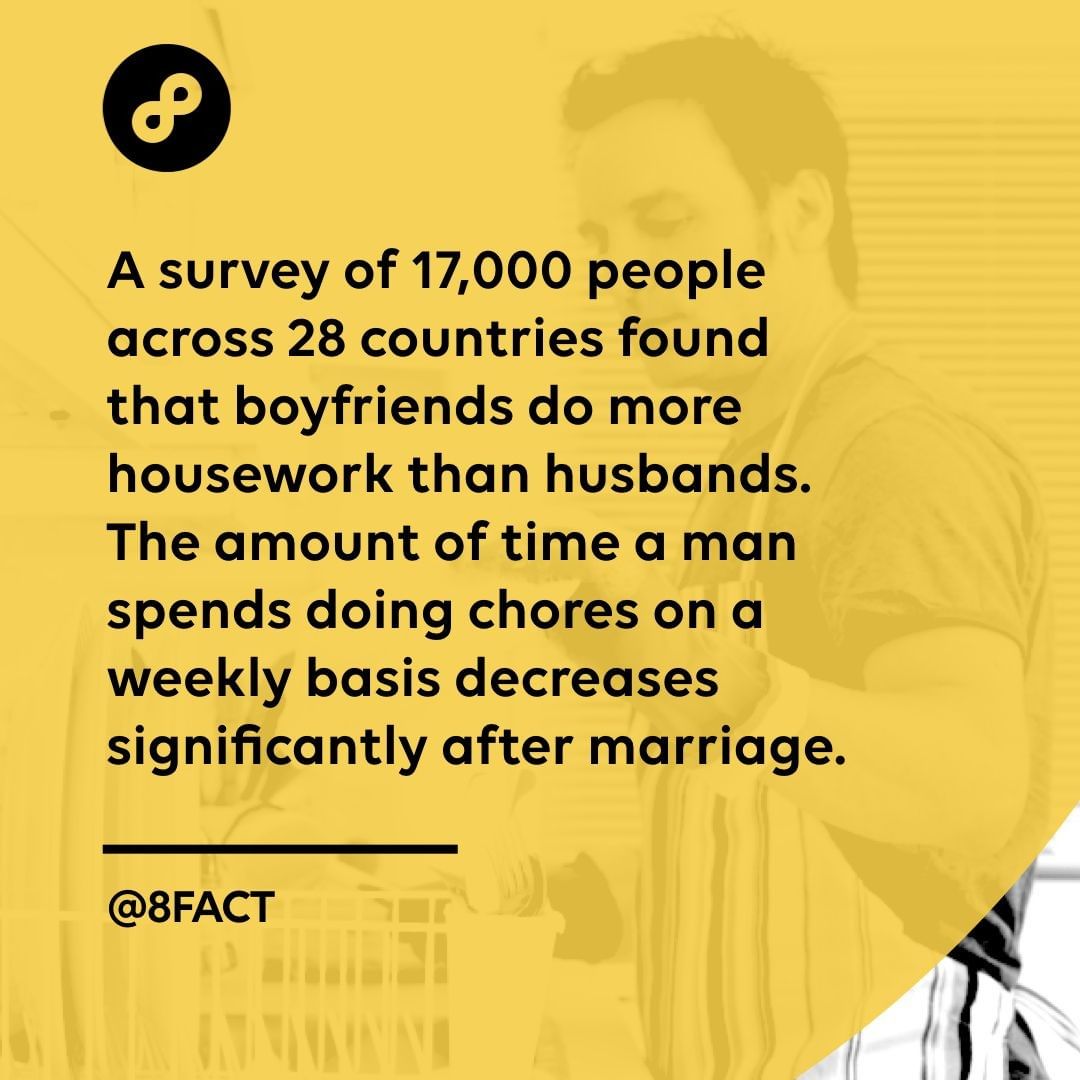 A survey of 17,000 people
across 28 countries found
that boyfriends do more
housework than husbands.
The amount of time a man
spends doing chores on a
weekly basis decreases
significantly after marriage.
@8FACT